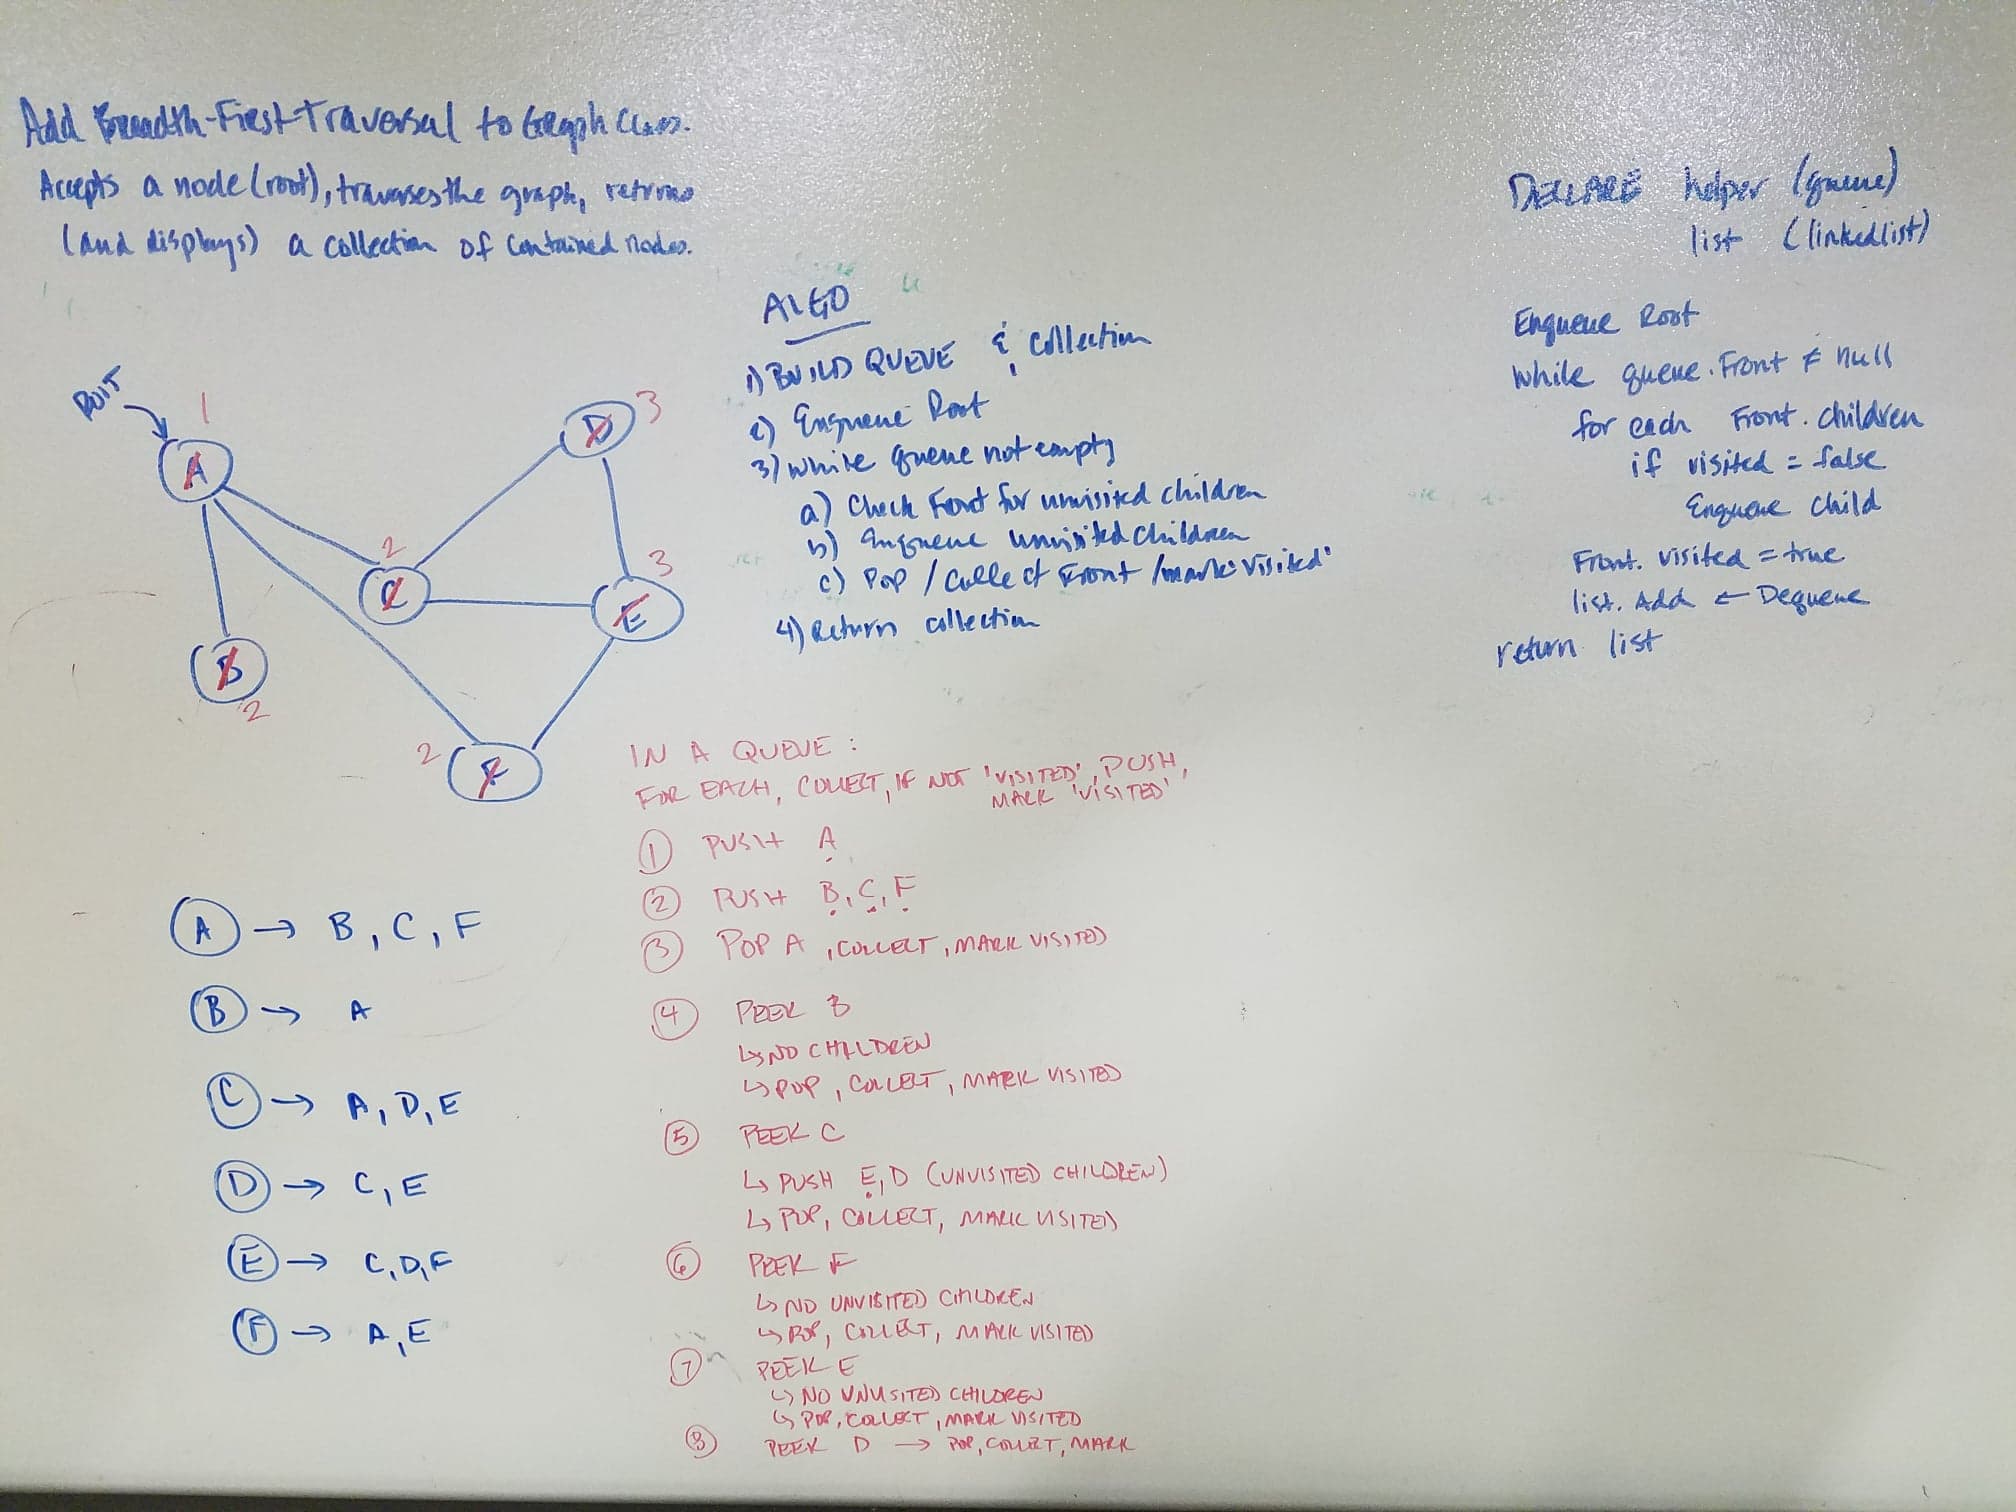 Add Breadth-First-Traversal to Graph Class.
Accepts a node (root), traverses the graph, returns
(and displays) a collection of contained nodes.
ROOT
1
A
D 3
2
C
3
E
B
2
2
F
A → B, C, F
B → A
C → A, D, E
D → C, E
E → C, D, F
F → A, E
ALGO
1) BUILD QUEUE & Collection
2) Enqueue Root
3) While queue not empty
a) Check Front for unvisited children
b) Enqueue unvisited children
c) Pop / Collect Front / mark 'visited'
4) Return collection
IN A QUEUE :
FOR EACH, COLLECT, IF NOT 'VISITED', PUSH,
MARK 'VISITED'
1 PUSH A
2 PUSH B, C, F
3 POP A, COLLECT, MARK VISITED
4 PEEK B
↳ NO CHILDREN
↳ POP, COLLECT, MARK VISITED
5 PEEK C
↳ PUSH E, D (UNVISITED CHILDREN)
↳ POP, COLLECT, MARK VISITED
6 PEEK F
↳ NO UNVISITED CHILDREN
↳ POP, COLLECT, MARK VISITED
7 PEEK E
↳ NO UNVISITED CHILDREN
↳ POP, COLLECT, MARK VISITED
8 PEEK D → POP, COLLECT, MARK
DECLARE helper (queue)
list (linkedlist)
Enqueue Root
while queue.Front ≠ null
for each Front.children
if visited = false
Enqueue child
Front.visited = true
list.Add ← Dequeue
return list